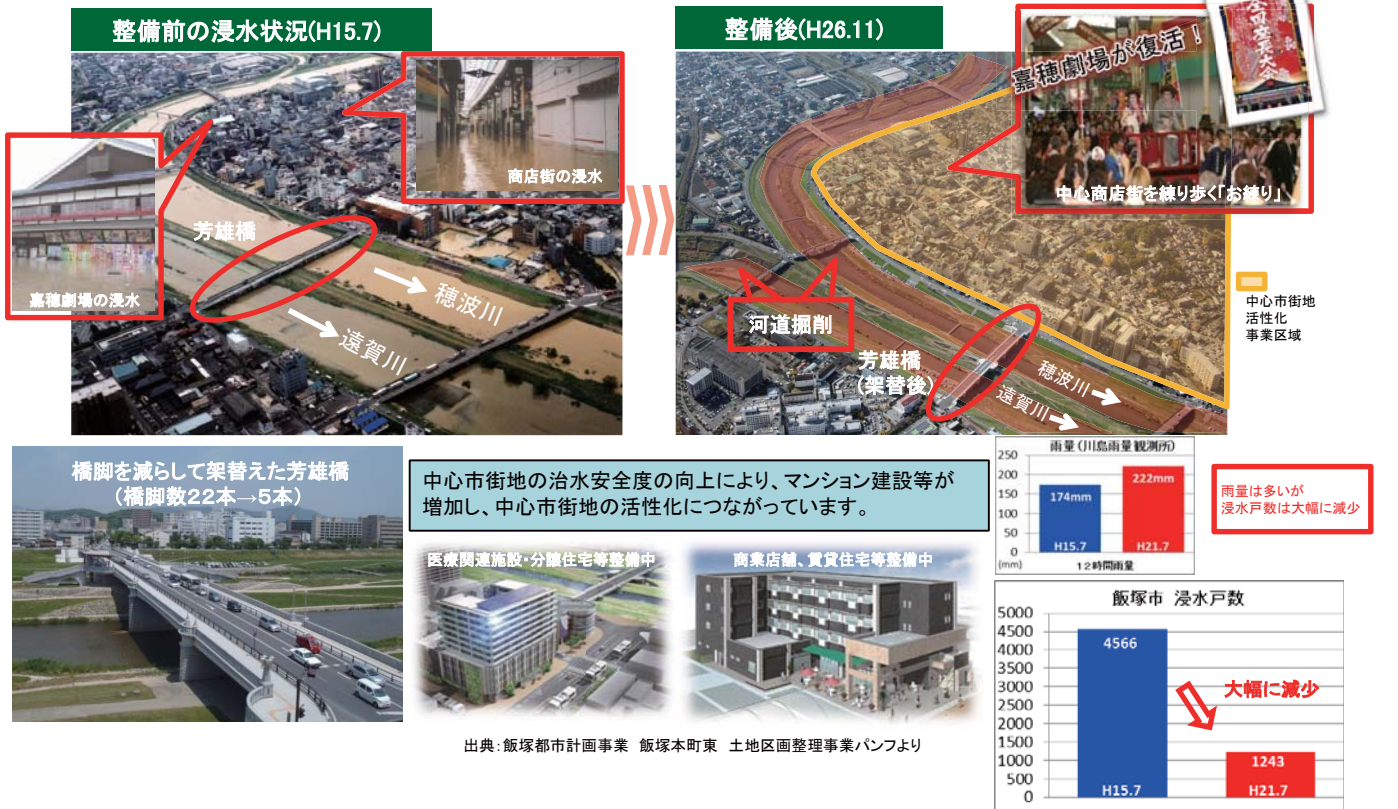 整備前の浸水状況(H15.7)
商店街の浸水
嘉穂劇場の浸水
芳雄橋
穂波川
遠賀川
整備後(H26.11)
嘉穂劇場が復活!
座長大会
中心商店街を練り歩く「お練り」
河道掘削
芳雄橋
(架替後)
穂波川
遠賀川
中心市街地
活性化
事業区域
橋脚を減らして架替えた芳雄橋
(橋脚数22本→5本)
中心市街地の治水安全度の向上により、マンション建設等が
増加し、中心市街地の活性化につながっています。
医療関連施設・分譲住宅等整備中
商業店舗、賃貸住宅等整備中
出典:飯塚都市計画事業 飯塚本町東 土地区画整理事業パンフより
雨量(川島雨量観測所)
250
200
150
100
50
0
(mm)
174mm
222mm
H15.7
H21.7
12時間雨量
雨量は多いが
浸水戸数は大幅に減少
飯塚市 浸水戸数
5000
4500
4000
3500
3000
2500
2000
1500
1000
500
0
4566
大幅に減少
1243
H15.7
H21.7